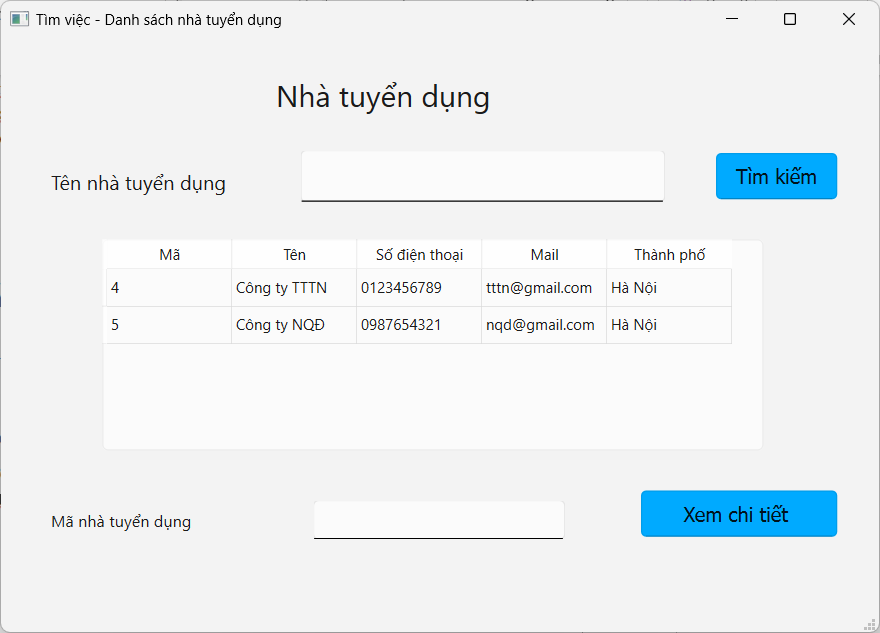 Tìm việc - Danh sách nhà tuyển dụng
Nhà tuyển dụng
Tên nhà tuyển dụng
Tìm kiếm
Mã Tên Số điện thoại Mail Thành phố
4 Công ty TTTN 0123456789 tttn@gmail.com Hà Nội
5 Công ty NQĐ 0987654321 nqd@gmail.com Hà Nội
Mã nhà tuyển dụng
Xem chi tiết